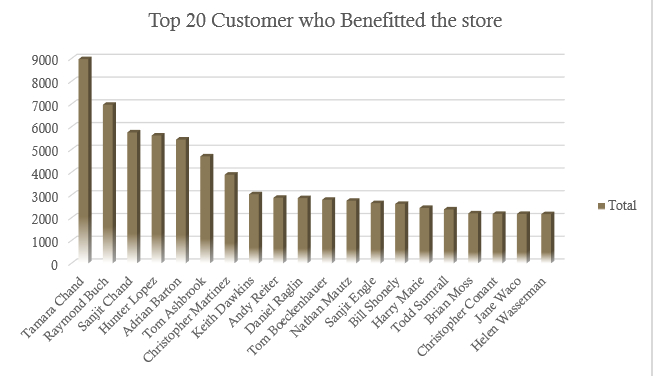 Top 20 Customer who Benefitted the store
9000
8000
7000
6000
5000
4000
3000
2000
1000
0
Total
Tamara Chand
Raymond Buch
Sanjit Chand
Hunter Lopez
Adrian Barton
Tom Ashbrook
Christopher Martinez
Keith Dawkins
Andy Reiter
Daniel Raglin
Tom Boeckenhauer
Nathan Mautz
Sanjit Engle
Bill Shonely
Harry Marie
Todd Sumrall
Brian Moss
Christopher Conant
Jane Waco
Helen Wasserman